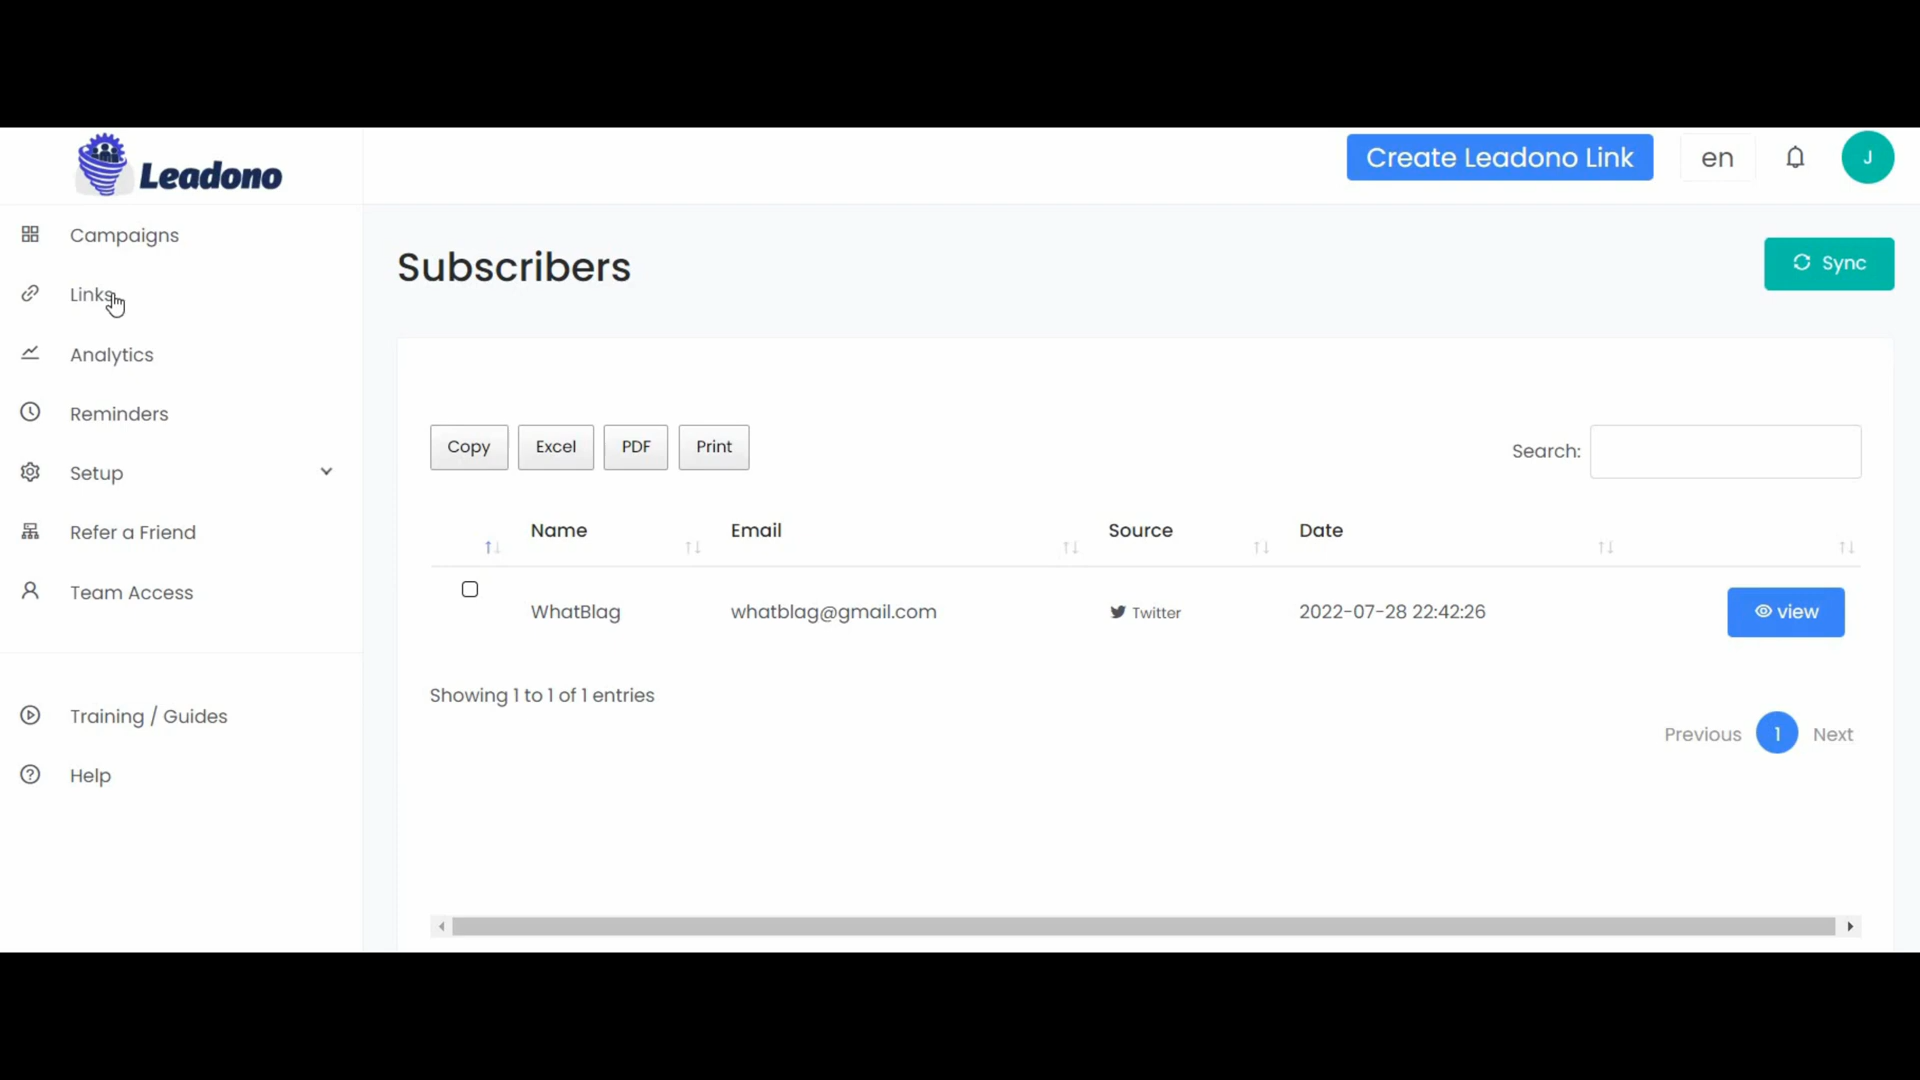 Leadono
Create Leadono Link
en
J
Campaigns
Links
Analytics
Reminders
Setup
Refer a Friend
Team Access
Training / Guides
Help
Subscribers
Sync
Copy Excel PDF Print
Search:
Name Email Source Date
WhatBlag whatblag@gmail.com Twitter 2022-07-28 22:42:26 view
Showing 1 to 1 of 1 entries
Previous 1 Next